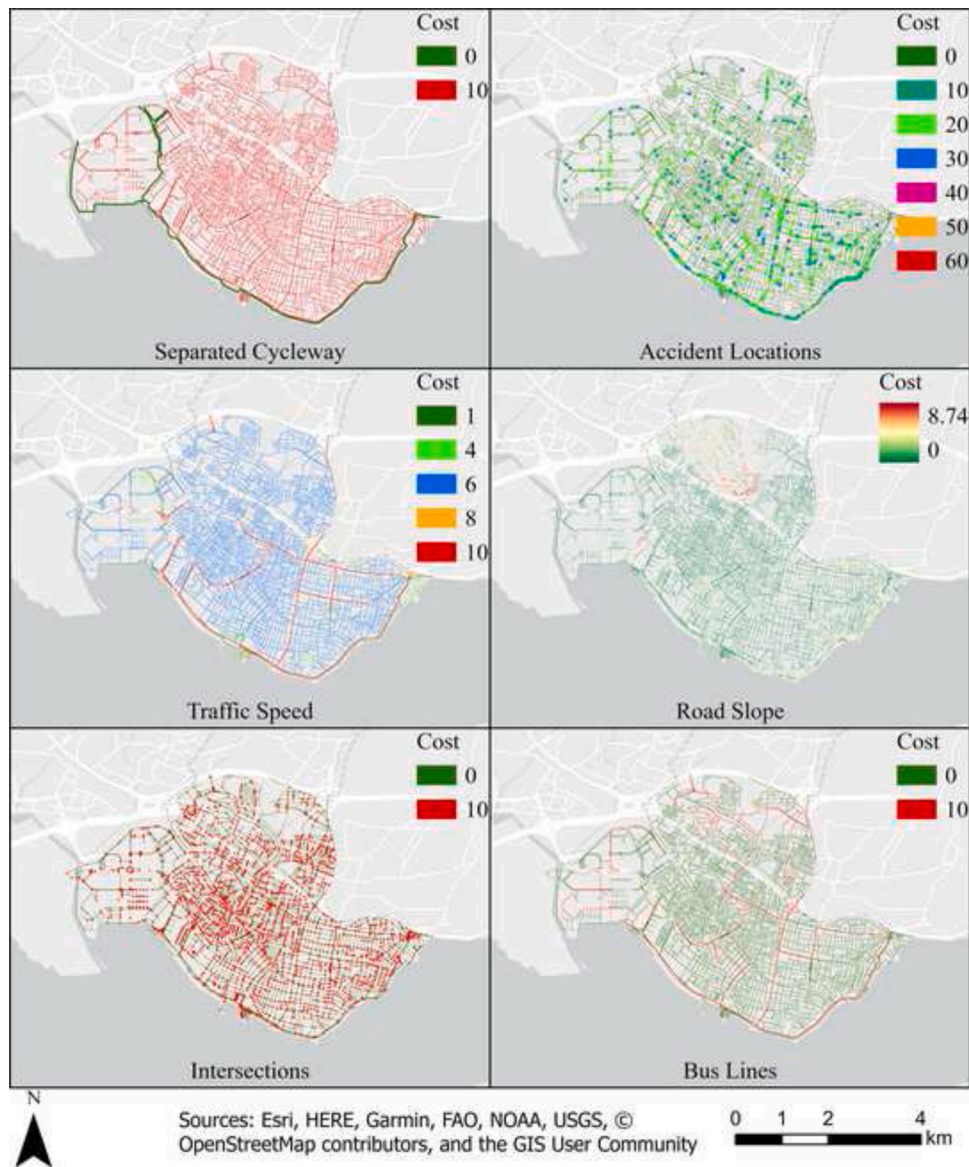 Cost
0
10
Separated Cycleway
Cost
0
10
20
30
40
50
60
Accident Locations
Cost
1
4
6
8
10
Traffic Speed
Cost
8.74
0
Road Slope
Cost
0
10
Intersections
Cost
0
10
Bus Lines
N
Sources: Esri, HERE, Garmin, FAO, NOAA, USGS, ©
OpenStreetMap contributors, and the GIS User Community
0 1 2 4
km